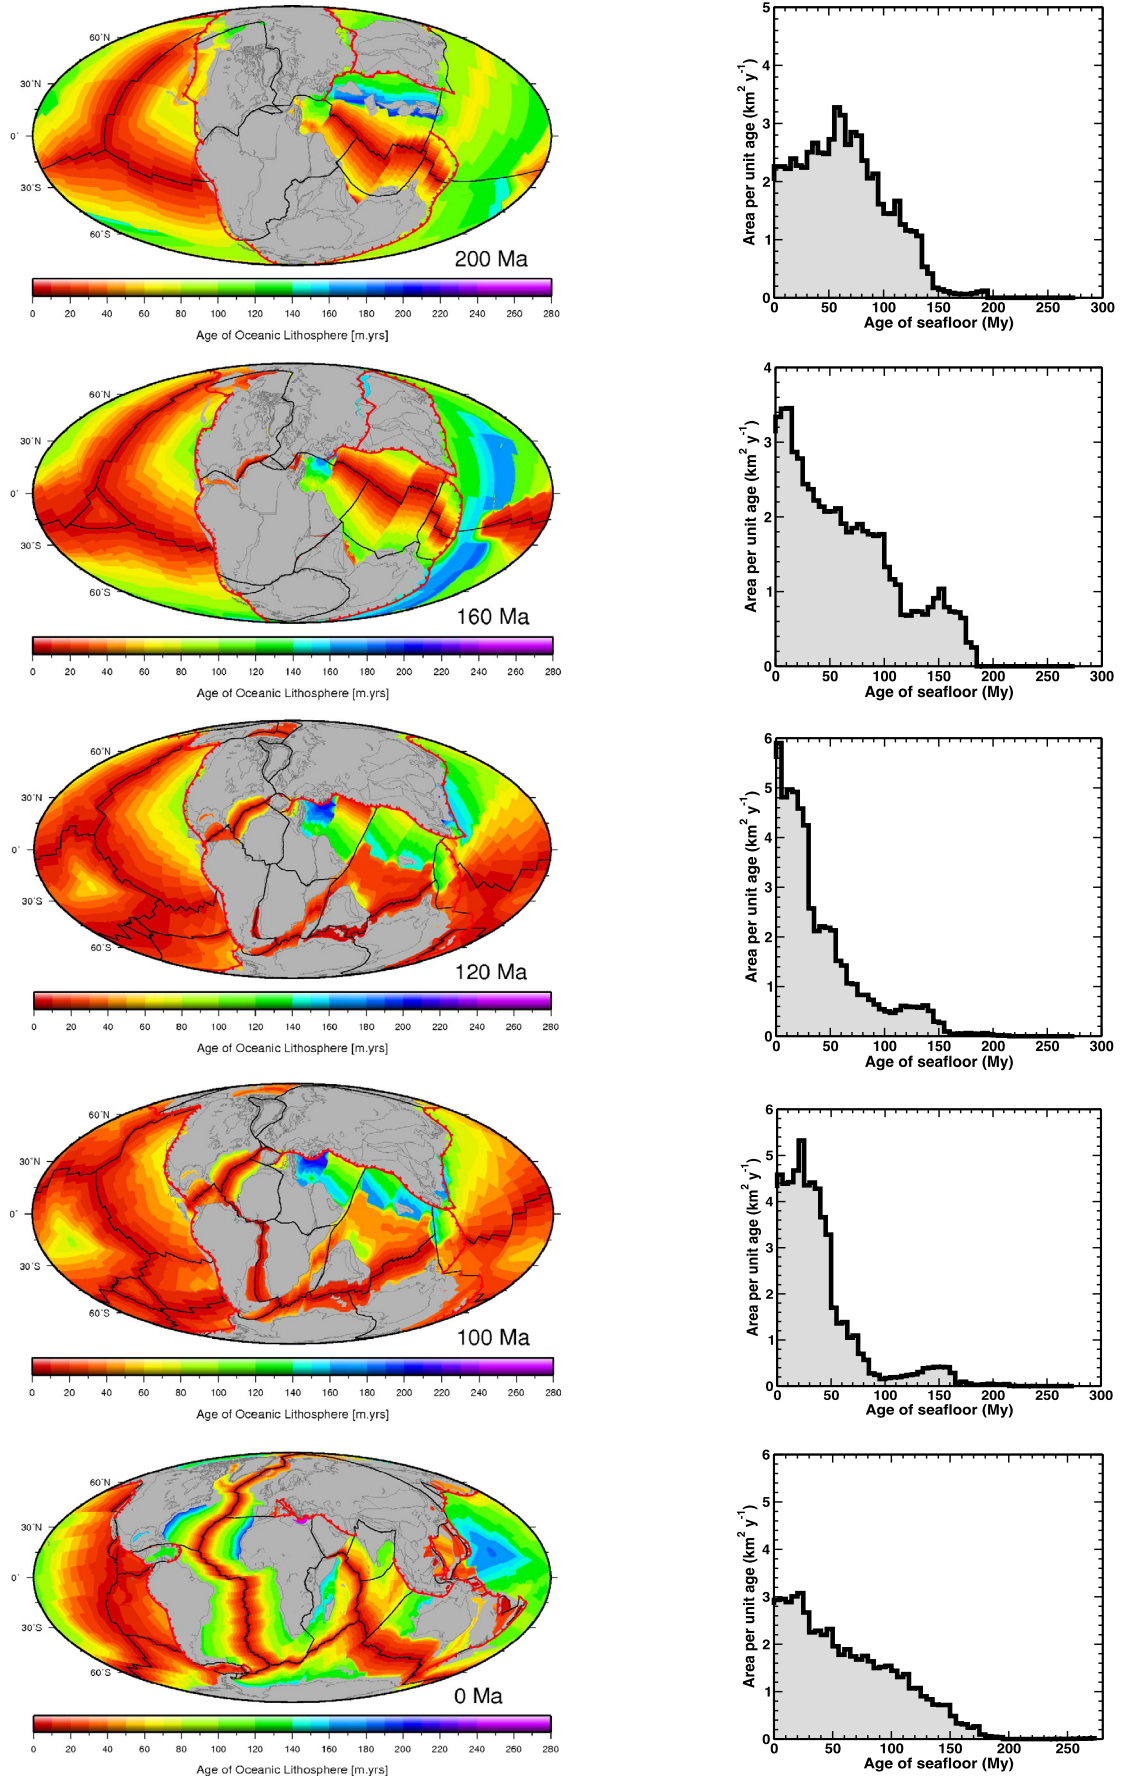 60°N
30°N
0°
30°S
60°S
200 Ma
0 20 40 60 80 100 120 140 160 180 200 220 240 260 280
Age of Oceanic Lithosphere [m.yrs]
5
4
3
2
1
0
Area per unit age (km2 y-1)
0 50 100 150 200 250 300
Age of seafloor (My)
60°N
30°N
0°
30°S
60°S
160 Ma
0 20 40 60 80 100 120 140 160 180 200 220 240 260 280
Age of Oceanic Lithosphere [m.yrs]
4
3
2
1
0
Area per unit age (km2 y-1)
0 50 100 150 200 250 300
Age of seafloor (My)
60°N
30°N
0°
30°S
60°S
120 Ma
0 20 40 60 80 100 120 140 160 180 200 220 240 260 280
Age of Oceanic Lithosphere [m.yrs]
6
5
4
3
2
1
0
Area per unit age (km2 y-1)
0 50 100 150 200 250 300
Age of seafloor (My)
60°N
30°N
0°
30°S
60°S
100 Ma
0 20 40 60 80 100 120 140 160 180 200 220 240 260 280
Age of Oceanic Lithosphere [m.yrs]
6
5
4
3
2
1
0
Area per unit age (km2 y-1)
0 50 100 150 200 250 300
Age of seafloor (My)
60°N
30°N
0°
30°S
60°S
0 Ma
0 20 40 60 80 100 120 140 160 180 200 220 240 260 280
Age of Oceanic Lithosphere [m.yrs]
6
5
4
3
2
1
0
Area per unit age (km2 y-1)
0 50 100 150 200 250
Age of seafloor (My)